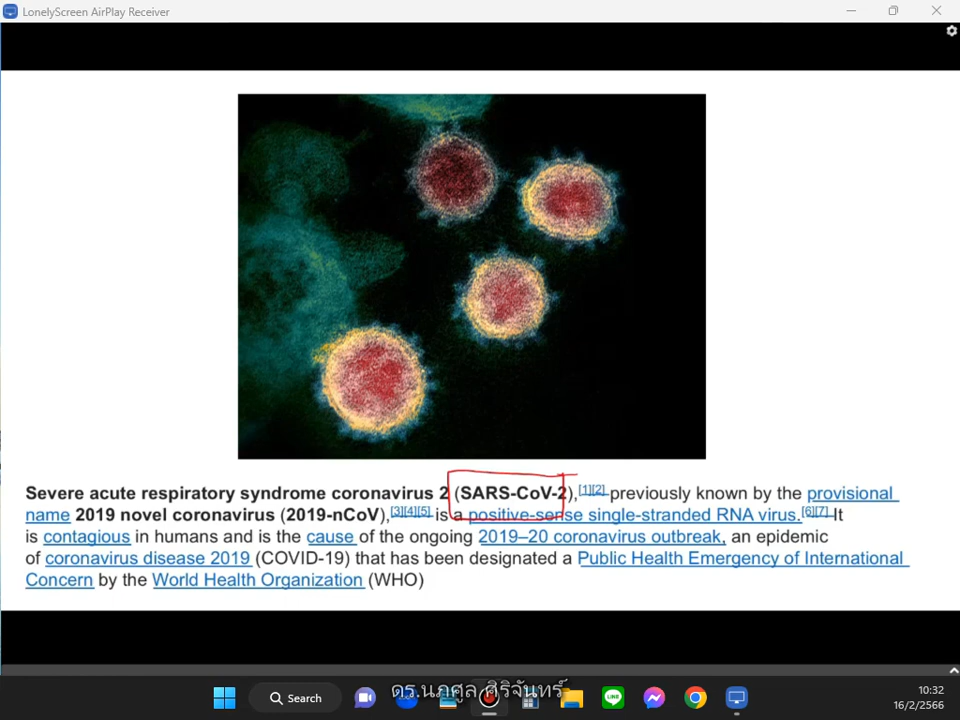 LonelyScreen AirPlay Receiver
Severe acute respiratory syndrome coronavirus 2 (SARS-CoV-2),[1][2] previously known by the provisional
name 2019 novel coronavirus (2019-nCoV),[3][4][5] is a positive-sense single-stranded RNA virus.[6][7] It
is contagious in humans and is the cause of the ongoing 2019–20 coronavirus outbreak, an epidemic
of coronavirus disease 2019 (COVID-19) that has been designated a Public Health Emergency of International
Concern by the World Health Organization (WHO)
Search
ดร.นภศูล ศิริจันทร์
LINE
10:32
16/2/2566